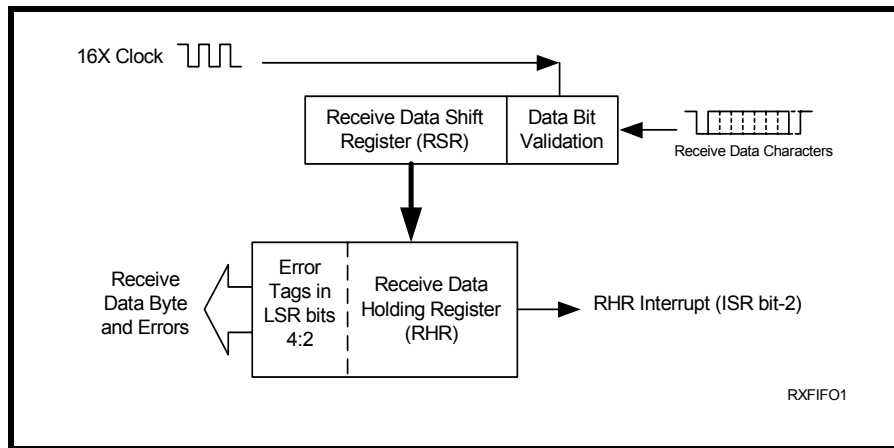 16X Clock
Receive Data Shift
Register (RSR)
Data Bit
Validation
Receive Data Characters
Receive
Data Byte
and Errors
Error
Tags in
LSR bits
4:2
Receive Data
Holding Register
(RHR)
RHR Interrupt (ISR bit-2)
RXFIFO1